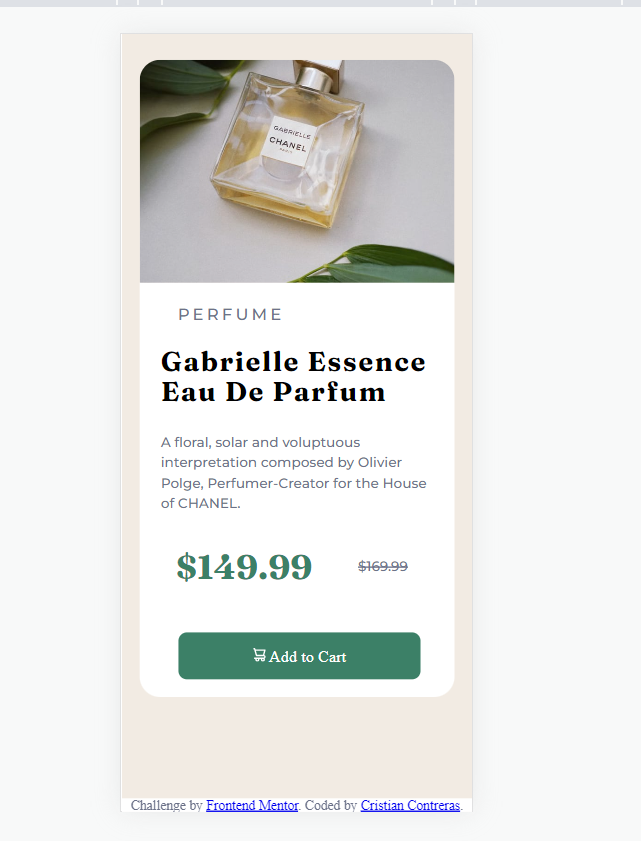 GABRIELLE
CHANEL
PARIS
PERFUME
Gabrielle Essence
Eau De Parfum
A floral, solar and voluptuous
interpretation composed by Olivier
Polge, Perfumer-Creator for the House
of CHANEL.
$149.99 $169.99
Add to Cart
Challenge by Frontend Mentor. Coded by Cristian Contreras.